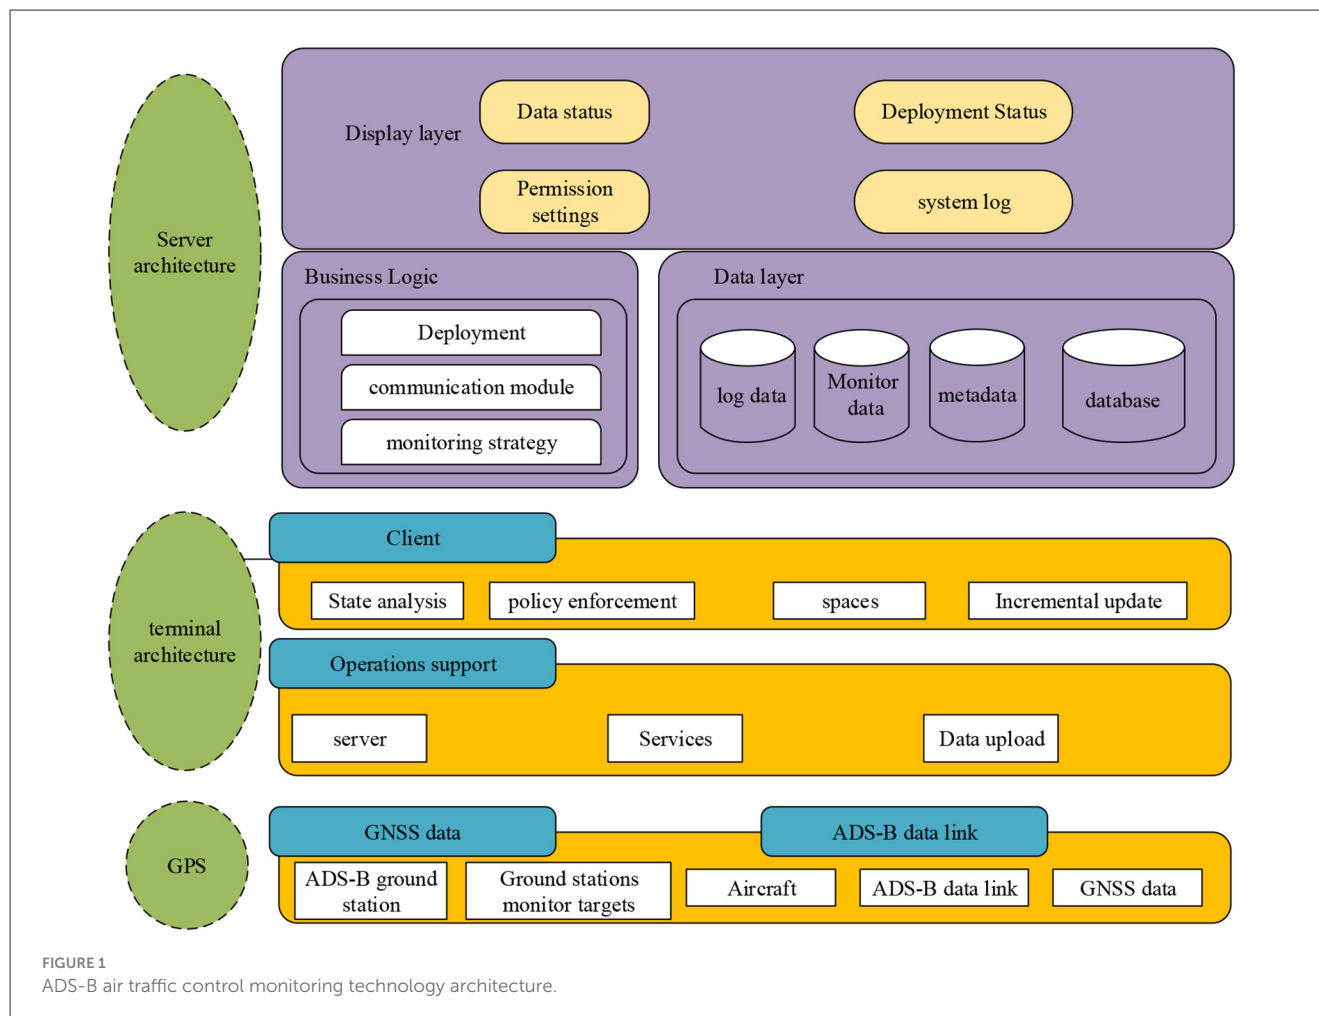 Server
architecture
Display layer
Data status
Deployment Status
Permission
settings
system log
Business Logic
Deployment
communication module
monitoring strategy
Data layer
log data
Monitor
data
metadata
database
terminal
architecture
Client
State analysis
policy enforcement
spaces
Incremental update
Operations support
server
Services
Data upload
GPS
GNSS data
ADS-B data link
ADS-B ground
station
Ground stations
monitor targets
Aircraft
ADS-B data link
GNSS data
FIGURE 1
ADS-B air traffic control monitoring technology architecture.